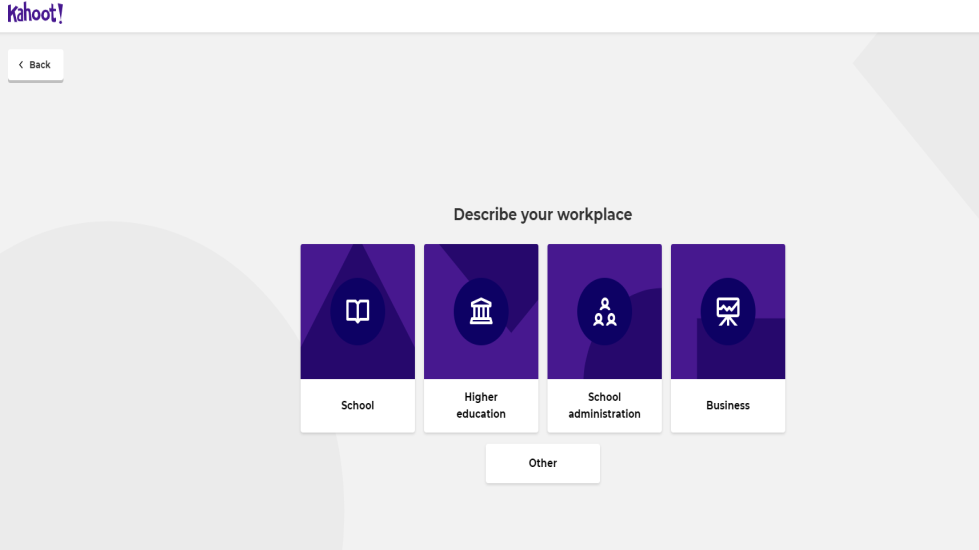 Kahoot!
Back
Describe your workplace
School
Higher
education
School
administration
Business
Other